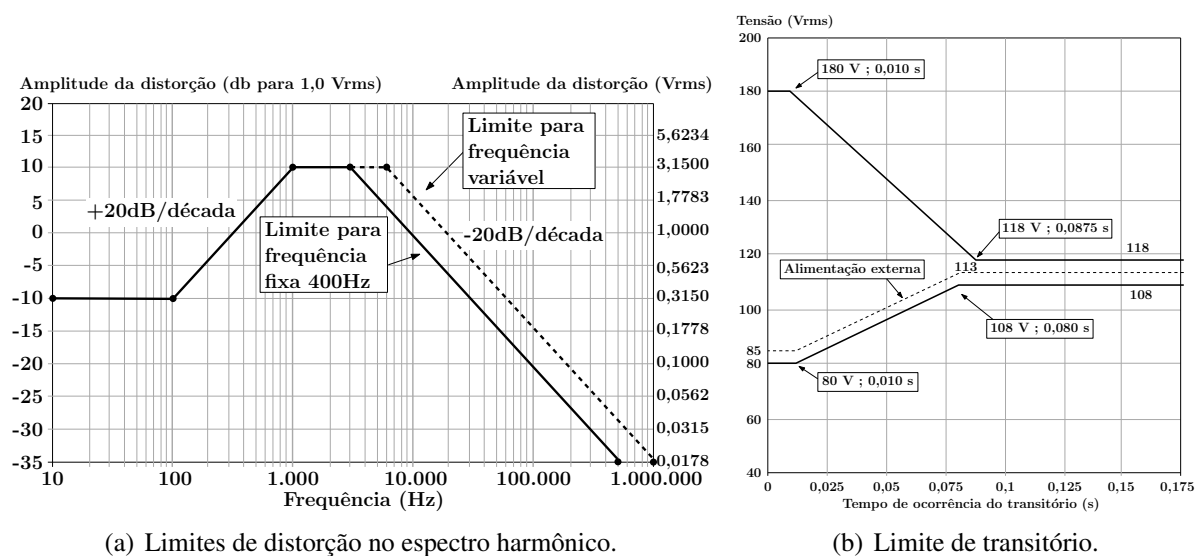 Amplitude da distorção (db para 1,0 Vrms)
Amplitude da distorção (Vrms)
20
15
10
5
0
-5
-10
-15
-20
-25
-30
-35
5,6234
3,1500
1,7783
1,0000
0,5623
0,3150
0,1778
0,1000
0,0562
0,0315
0,0178
Limite para
frequência
variável
+20dB/década
Limite para
frequência
fixa 400Hz
-20dB/década
10
100
1.000
10.000
100.000
1.000.000
Frequência (Hz)
(a) Limites de distorção no espectro harmônico.
Tensão (Vrms)
200
180
160
140
120
100
85
80
60
40
180 V ; 0,010 s
118 V ; 0,0875 s
118
Alimentação externa
113
108
108 V ; 0,080 s
80 V ; 0,010 s
0
0,025
0,05
0,075
0,1
0,125
0,15
0,175
Tempo de ocorrência do transitório (s)
(b) Limite de transitório.